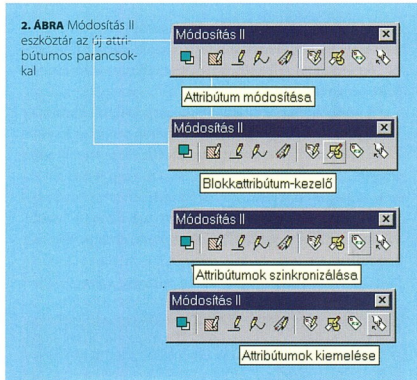 2. ÁBRA Módosítás II
eszköztár az új attri-
bútumos parancsok-
kal
Módosítás II
Attribútum módosítása
Módosítás II
Blokkattribútum-kezelő
Módosítás II
Attribútumok szinkronizálása
Módosítás II
Attribútumok kiemelése